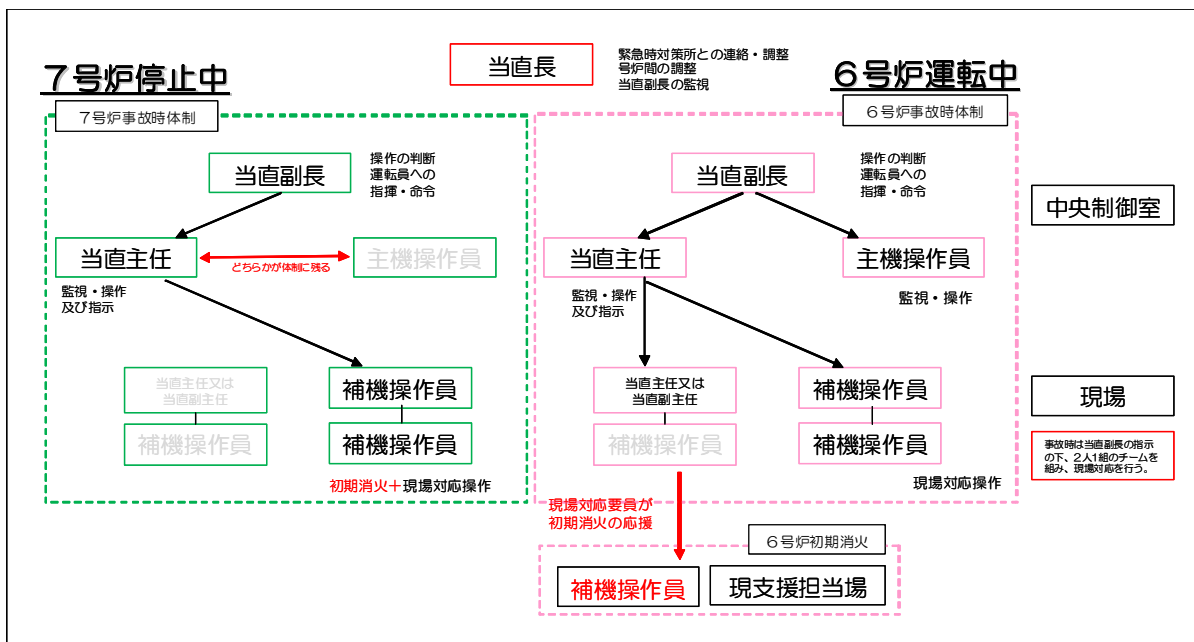 当直長
緊急時対策所との連絡・調整
号炉間の調整
当直副長の監視
７号炉停止中
６号炉運転中
７号炉事故時体制
当直副長
操作の判断
運転員への
指揮・命令
当直主任
どちらかが体制に残る
主機操作員
監視・操作
及び指示
当直主任又は
当直副主任
補機操作員
補機操作員
補機操作員
初期消火＋現場対応操作
６号炉事故時体制
当直副長
操作の判断
運転員への
指揮・命令
当直主任
主機操作員
監視・操作
及び指示
監視・操作
当直主任又は
当直副主任
補機操作員
補機操作員
補機操作員
現場対応操作
中央制御室
現場
事故時は当直副長の指示
の下、２人1組のチームを
組み、現場対応を行う。
現場対応要員が
初期消火の応援
６号炉初期消火
補機操作員
現支援担当場